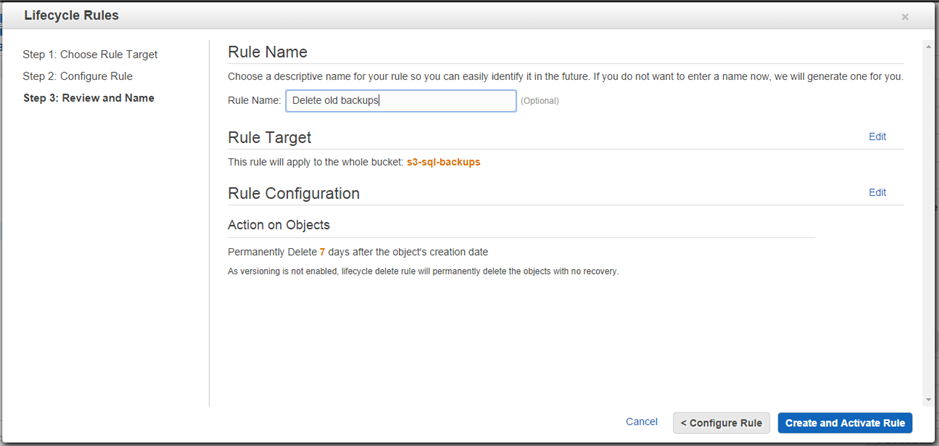 Lifecycle Rules
×
Step 1: Choose Rule Target
Step 2: Configure Rule
Step 3: Review and Name
Rule Name
Choose a descriptive name for your rule so you can easily identify it in the future. If you do not want to enter a name now, we will generate one for you.
Rule Name: Delete old backups (Optional)
Rule Target Edit
This rule will apply to the whole bucket: s3-sql-backups
Rule Configuration Edit
Action on Objects
Permanently Delete 7 days after the object's creation date
As versioning is not enabled, lifecycle delete rule will permanently delete the objects with no recovery.
Cancel < Configure Rule Create and Activate Rule